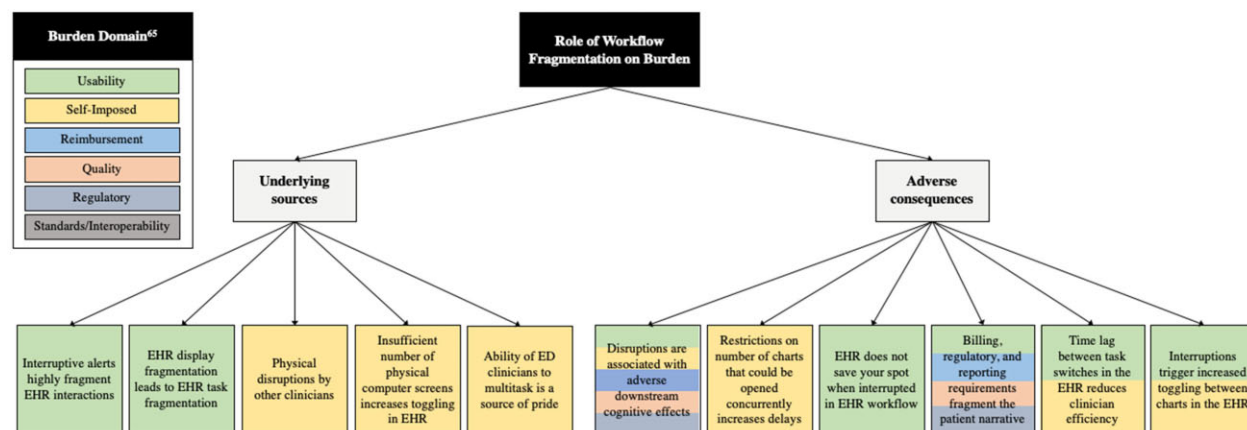 Burden Domain65
Usability
Self-Imposed
Reimbursement
Quality
Regulatory
Standards/Interoperability
Role of Workflow
Fragmentation on Burden
Underlying
sources
Adverse
consequences
Interruptive alerts
highly fragment
EHR interactions
EHR display
fragmentation
leads to EHR task
fragmentation
Physical
disruptions by
other clinicians
Insufficient
number of
physical
computer screens
increases toggling
in EHR
Ability of ED
clinicians to
multitask is a
source of pride
Disruptions are
associated with
adverse
downstream
cognitive effects
Restrictions on
number of charts
that could be
opened
concurrently
increases delays
EHR does not
save your spot
when interrupted
in EHR workflow
Billing,
regulatory, and
reporting
requirements
fragment the
patient narrative
Time lag
between task
switches in the
EHR reduces
clinician
efficiency
Interruptions
trigger increased
toggling between
charts in the EHR